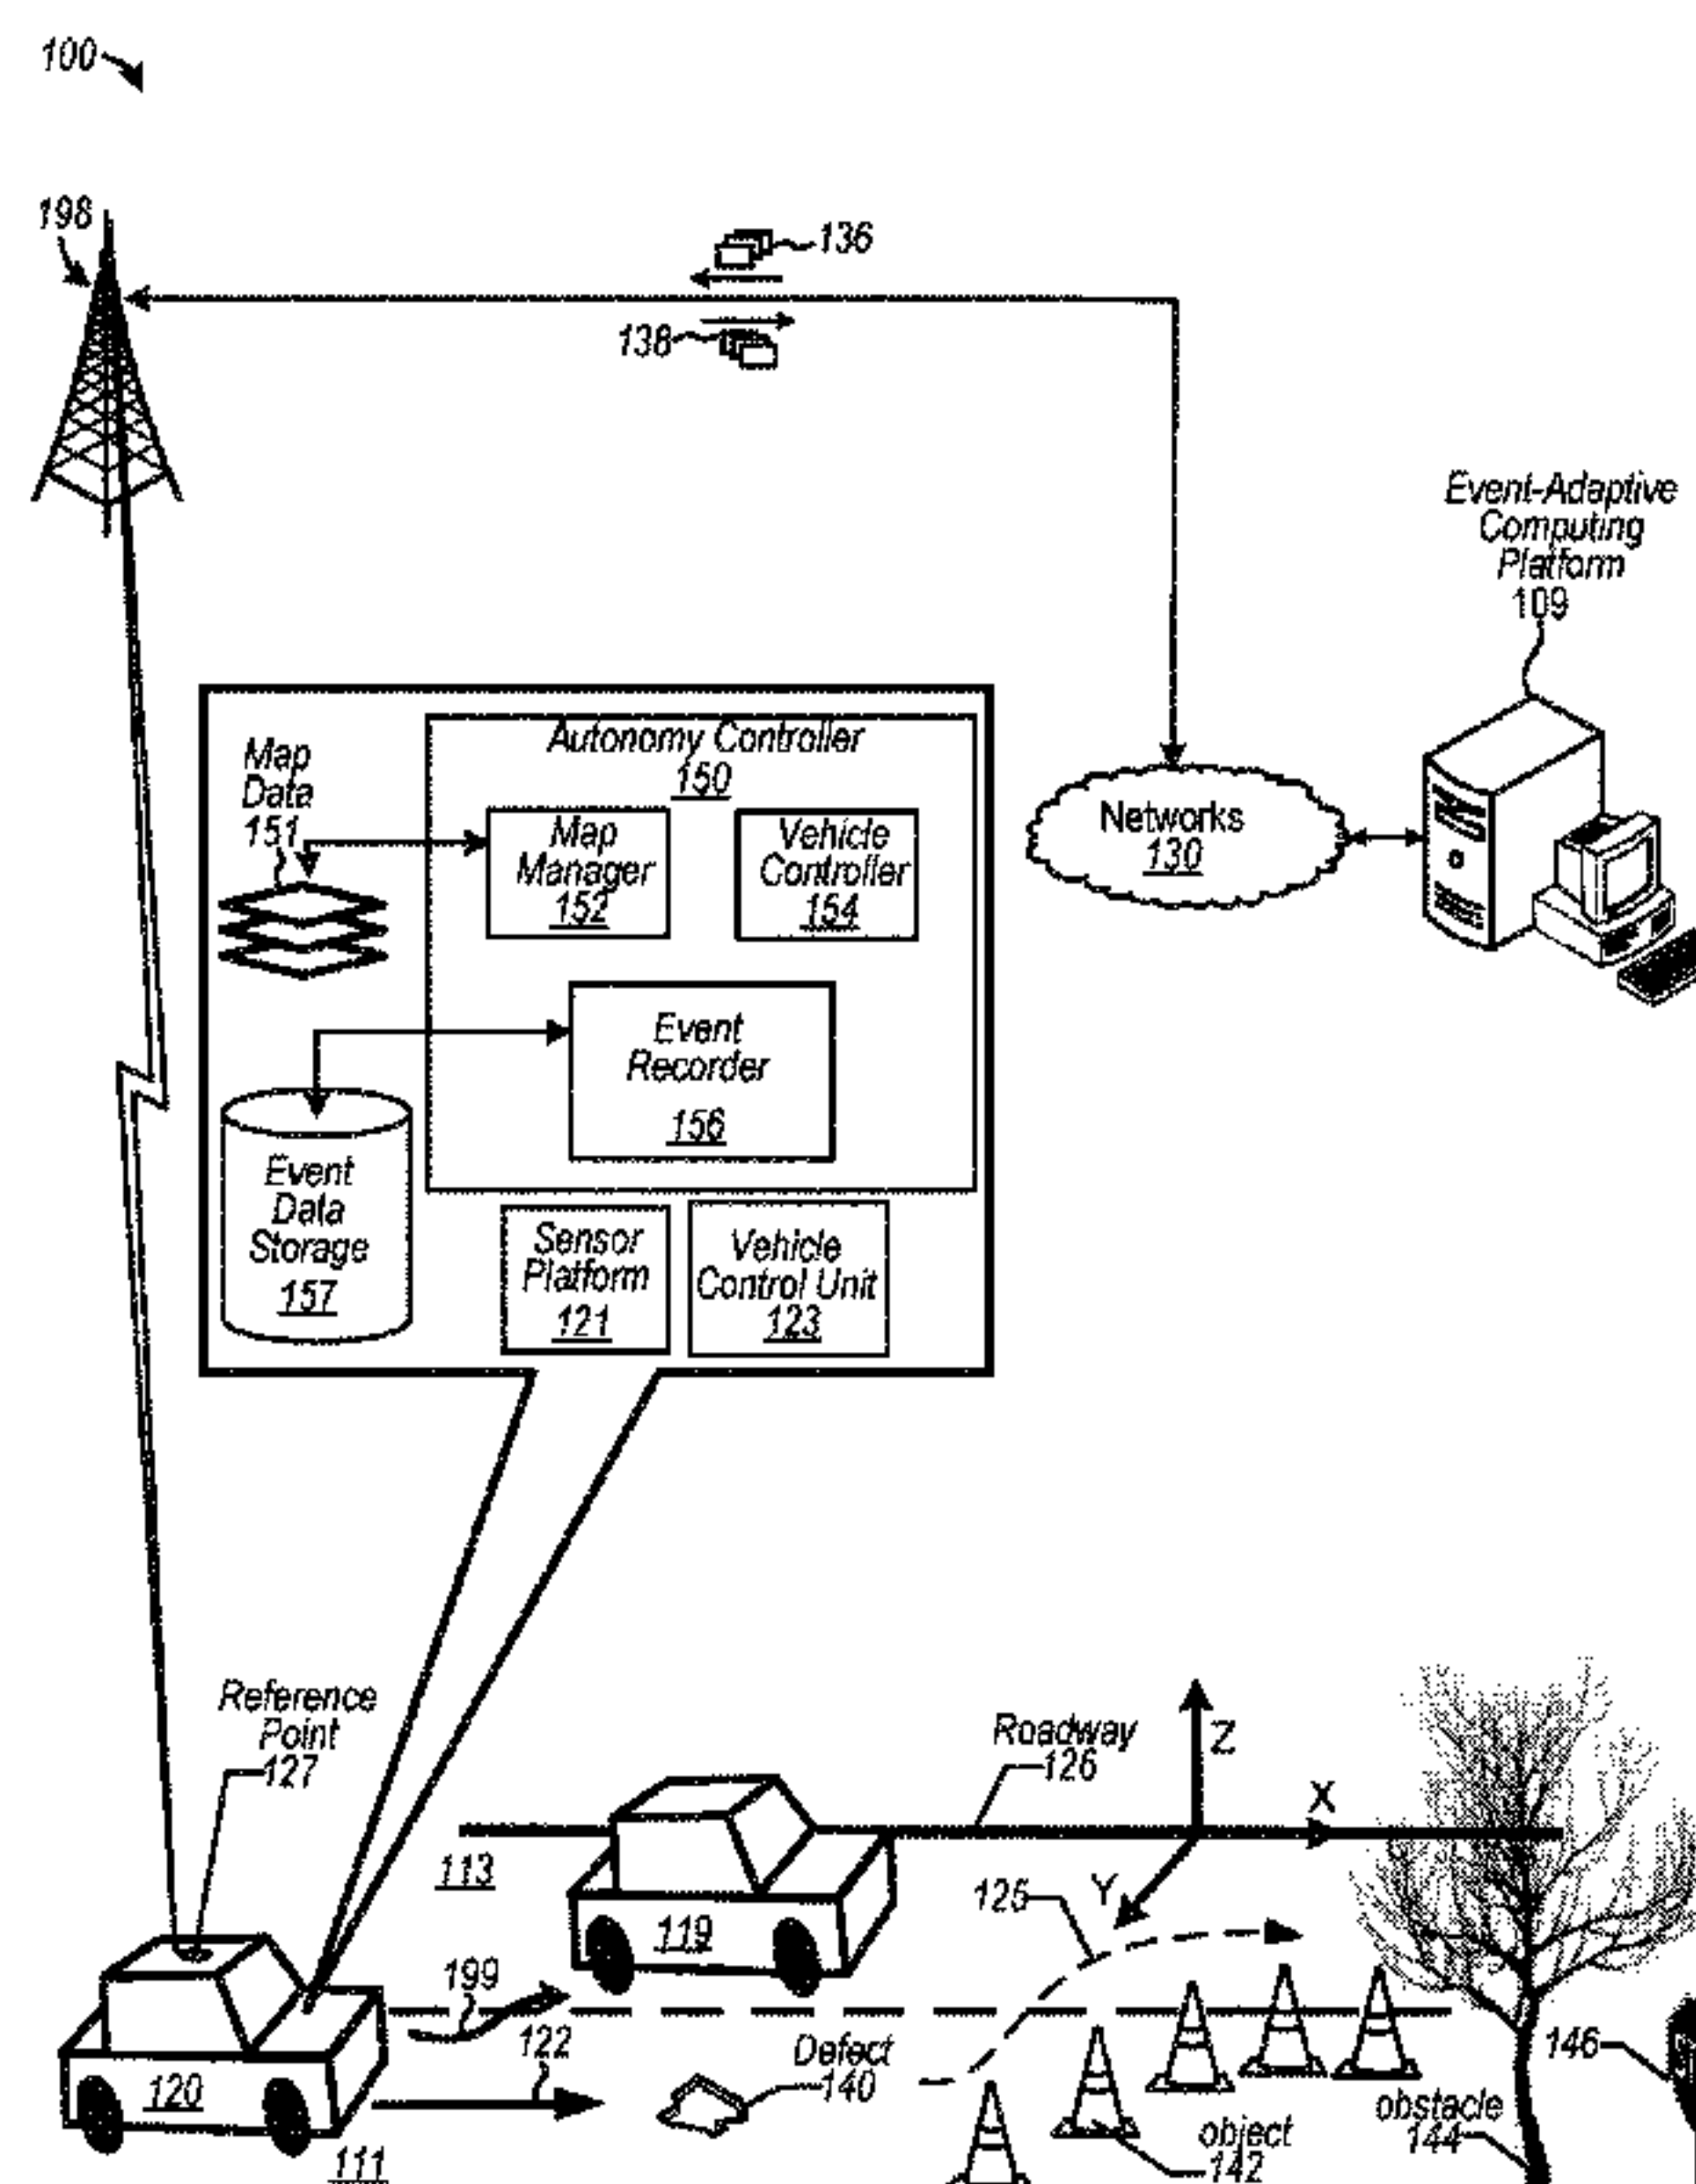 100
198
136
138
Event-Adaptive
Computing
Platform
109
Map
Data
151
Autonomy Controller
150
Map
Manager
152
Vehicle
Controller
154
Networks
130
Event
Recorder
156
Event
Data
Storage
157
Sensor
Platform
121
Vehicle
Control Unit
123
Reference
Point
127
Roadway
126
Z
X
Y
113
125
119
199
122
Defect
140
120
111
object
142
obstacle
144
146